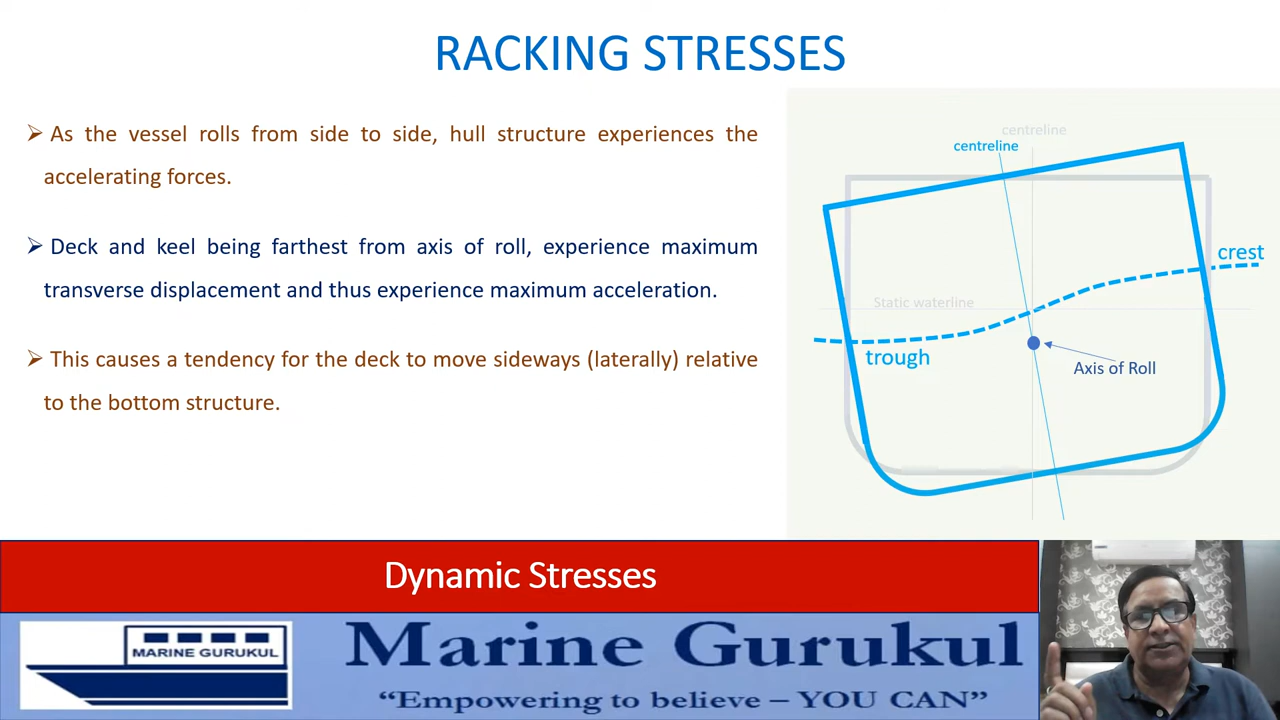 RACKING STRESSES
➢ As the vessel rolls from side to side, hull structure experiences the
accelerating forces.
➢ Deck and keel being farthest from axis of roll, experience maximum
transverse displacement and thus experience maximum acceleration.
➢ This causes a tendency for the deck to move sideways (laterally) relative
to the bottom structure.
centreline
centreline
crest
Static waterline
trough
Axis of Roll
Dynamic Stresses
MARINE GURUKUL
Marine Gurukul
“Empowering to believe – YOU CAN”